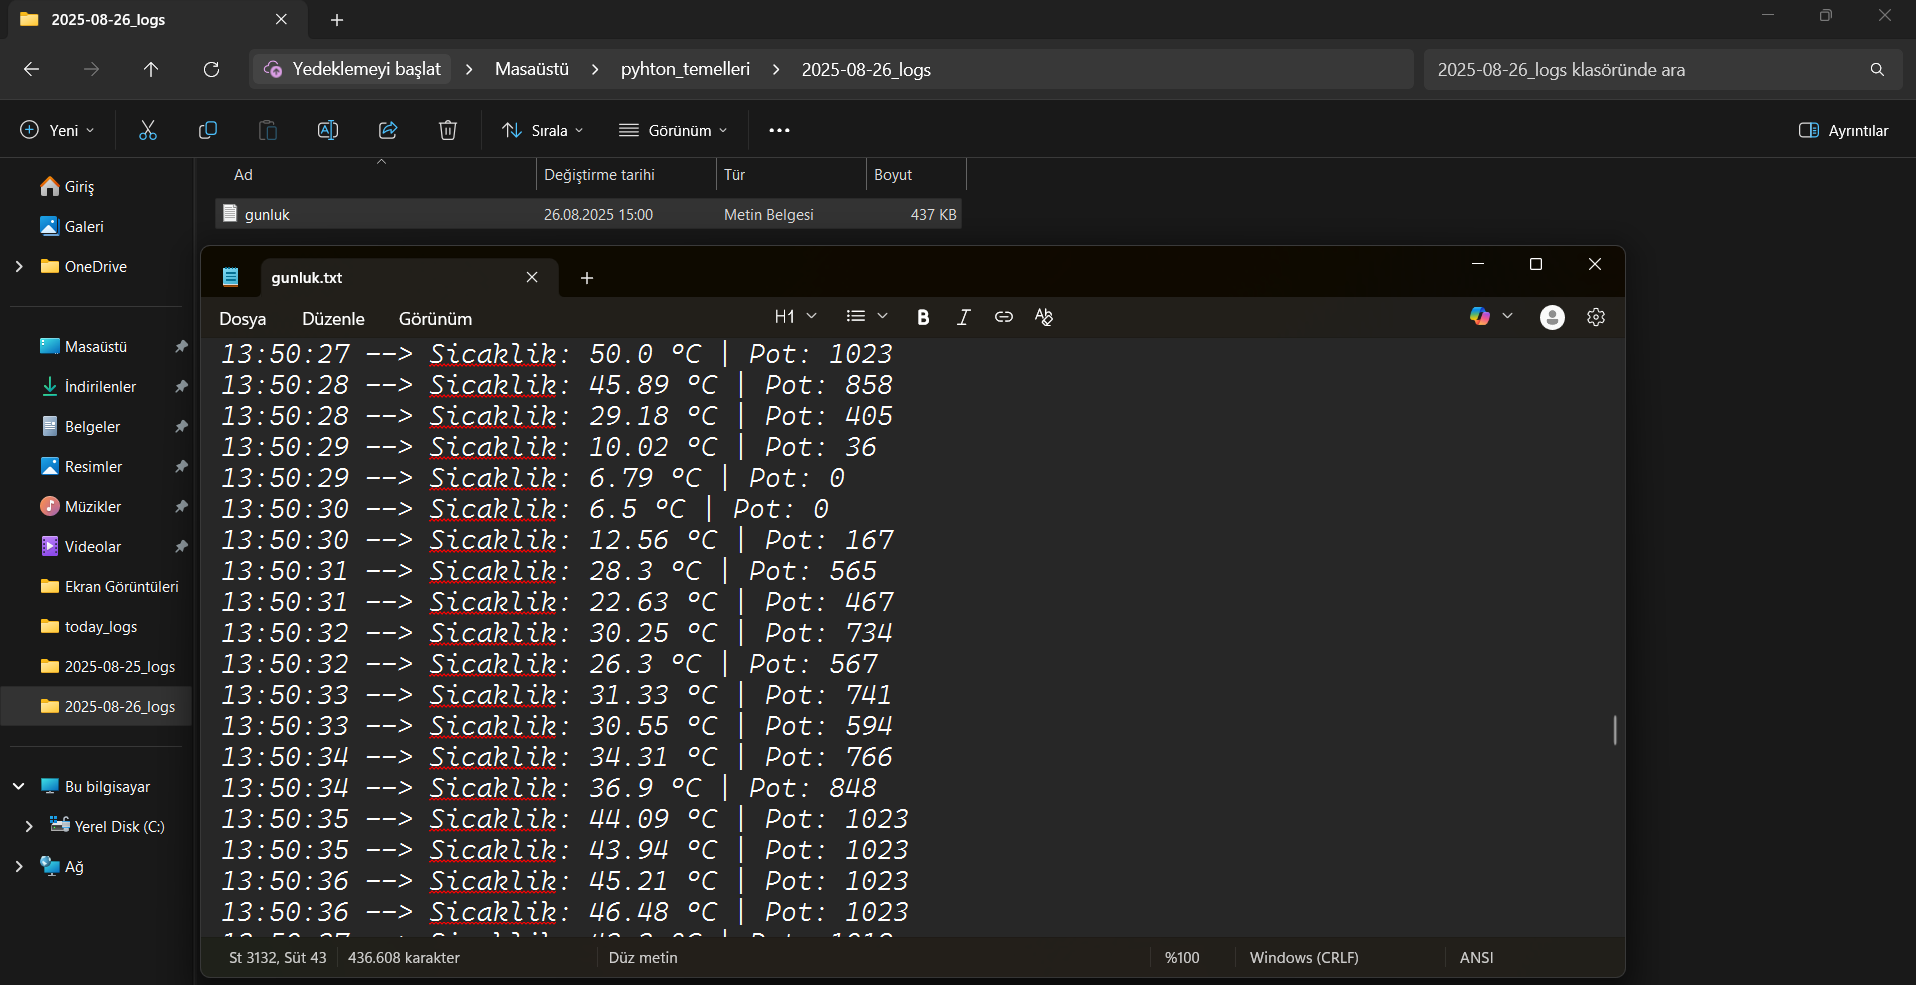 2025-08-26_logs
Yedeklemeyi başlat > Masaüstü > pyhton_temelleri > 2025-08-26_logs
2025-08-26_logs klasöründe ara
Yeni
Sırala
Görünüm
Ayrıntılar
Ad Değiştirme tarihi Tür Boyut
gunluk 26.08.2025 15:00 Metin Belgesi 437 KB
Giriş
Galeri
OneDrive
Masaüstü
İndirilenler
Belgeler
Resimler
Müzikler
Videolar
Ekran Görüntüleri
today_logs
2025-08-25_logs
2025-08-26_logs
Bu bilgisayar
Yerel Disk (C:)
Ağ
gunluk.txt
Dosya Düzenle Görünüm H1 B I
13:50:27 --> Sicaklik: 50.0 °C | Pot: 1023
13:50:28 --> Sicaklik: 45.89 °C | Pot: 858
13:50:28 --> Sicaklik: 29.18 °C | Pot: 405
13:50:29 --> Sicaklik: 10.02 °C | Pot: 36
13:50:29 --> Sicaklik: 6.79 °C | Pot: 0
13:50:30 --> Sicaklik: 6.5 °C | Pot: 0
13:50:30 --> Sicaklik: 12.56 °C | Pot: 167
13:50:31 --> Sicaklik: 28.3 °C | Pot: 565
13:50:31 --> Sicaklik: 22.63 °C | Pot: 467
13:50:32 --> Sicaklik: 30.25 °C | Pot: 734
13:50:32 --> Sicaklik: 26.3 °C | Pot: 567
13:50:33 --> Sicaklik: 31.33 °C | Pot: 741
13:50:33 --> Sicaklik: 30.55 °C | Pot: 594
13:50:34 --> Sicaklik: 34.31 °C | Pot: 766
13:50:34 --> Sicaklik: 36.9 °C | Pot: 848
13:50:35 --> Sicaklik: 44.09 °C | Pot: 1023
13:50:35 --> Sicaklik: 43.94 °C | Pot: 1023
13:50:36 --> Sicaklik: 45.21 °C | Pot: 1023
13:50:36 --> Sicaklik: 46.48 °C | Pot: 1023
St 3132, Süt 43 436.608 karakter Düz metin %100 Windows (CRLF) ANSI